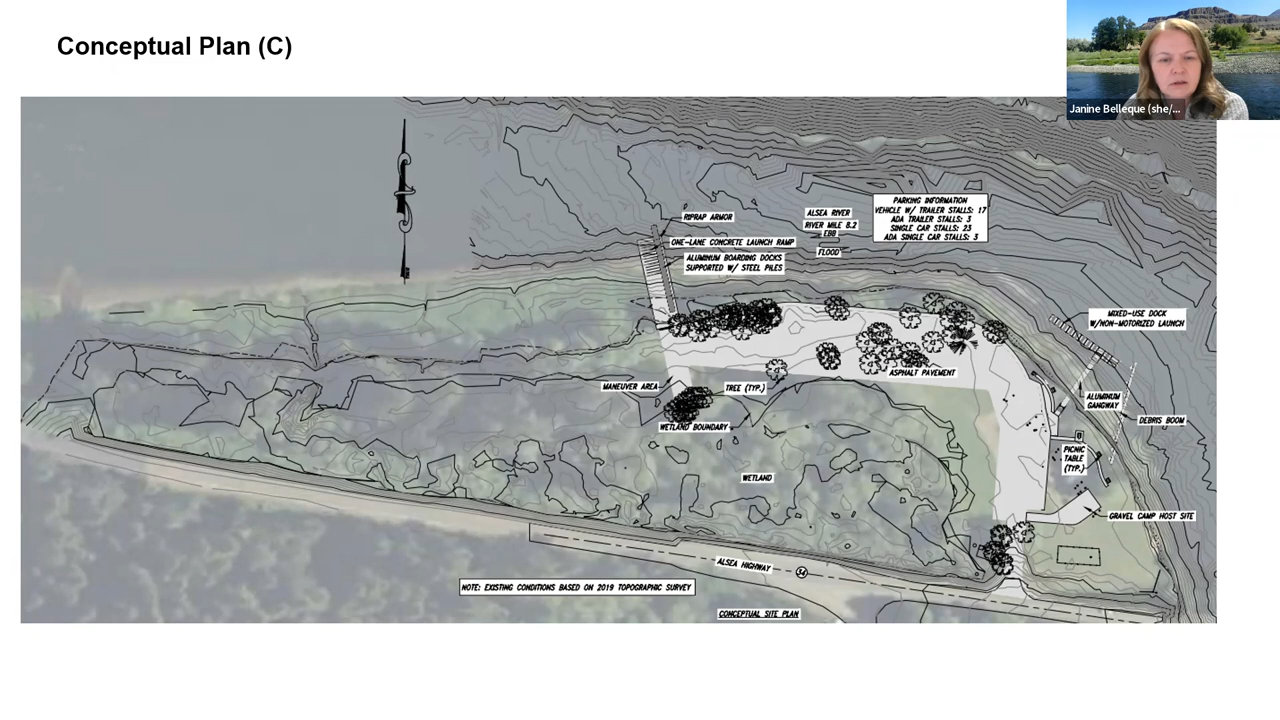 Conceptual Plan (C)
Janine Belleque (she/...
PARKING INFORMATION
VEHICLE W/ TRAILER STALLS: 17
ADA TRAILER STALLS: 3
SINGLE CAR STALLS: 23
ADA SINGLE CAR STALLS: 3
RIPRAP ARMOR
ALSEA RIVER
RIVER MILE 8.2
EBB
FLOOD
ONE-LANE CONCRETE LAUNCH RAMP
ALUMINUM BOARDING DOCKS
SUPPORTED W/ STEEL PILES
MIXED-USE DOCK
W/NON-MOTORIZED LAUNCH
MANEUVER AREA
TREE (TYP.)
ASPHALT PAVEMENT
ALUMINUM
GANGWAY
DEBRIS BOOM
WETLAND BOUNDARY
PICNIC
TABLE
(TYP.)
WETLAND
GRAVEL CAMP HOST SITE
ALSEA HIGHWAY
34
NOTE: EXISTING CONDITIONS BASED ON 2019 TOPOGRAPHIC SURVEY
CONCEPTUAL SITE PLAN